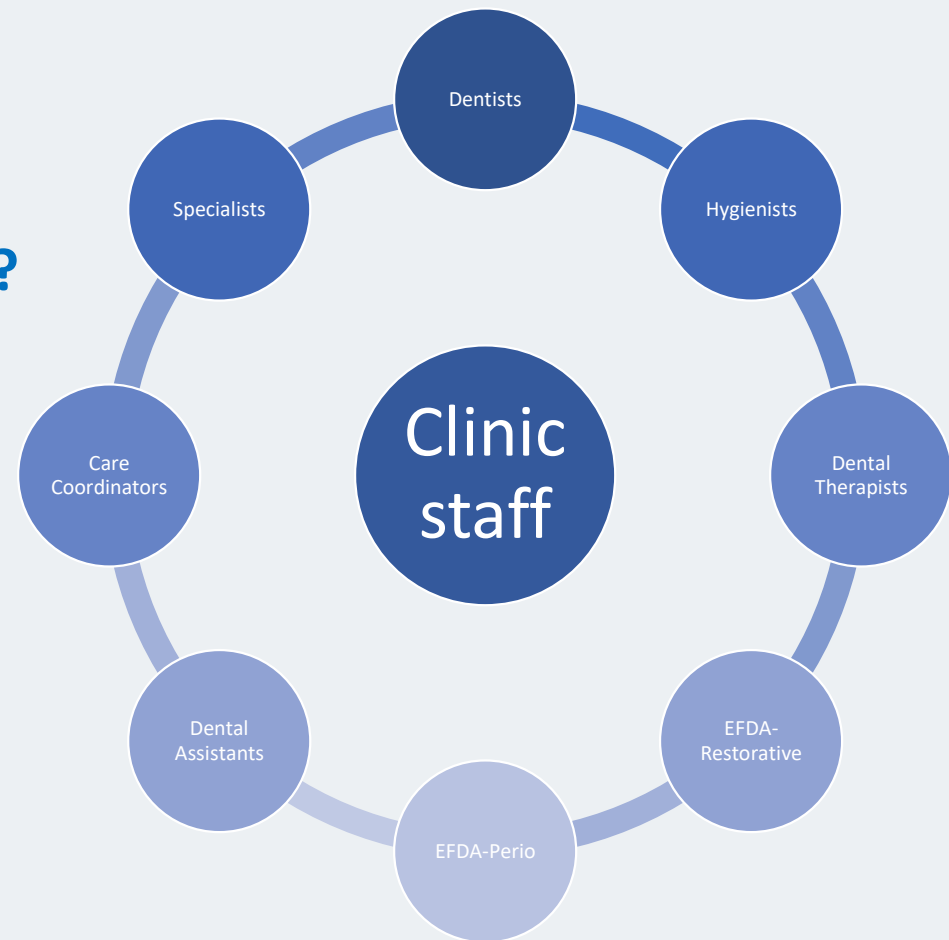 Dentists
Specialists
Hygienists
?
Clinic
staff
Care
Coordinators
Dental
Therapists
Dental
Assistants
EFDA-
Restorative
EFDA-Perio